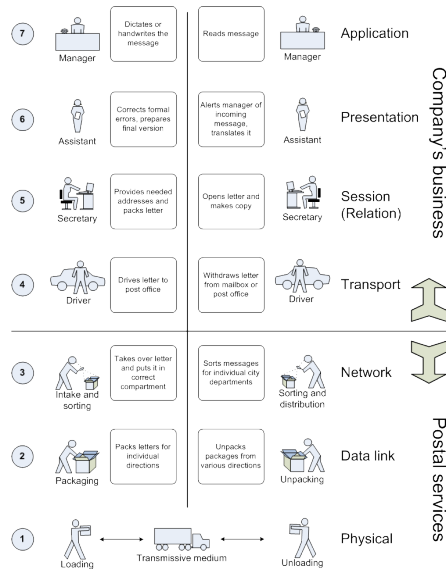 7
Manager
Dictates or
handwrites the
message
Reads message
Manager
Application
6
Assistant
Corrects formal
errors, prepares
final version
Alerts manager of
incoming
message,
translates it
Assistant
Presentation
5
Secretary
Provides needed
addresses and
packs letter
Opens letter and
makes copy
Secretary
Session
(Relation)
4
Driver
Drives letter to
post office
Withdraws letter
from mailbox or
post office
Driver
Transport
Company's business
3
Intake and
sorting
Takes over letter
and puts it in
correct
compartment
Sorts messages
for individual city
departments
Sorting and
distribution
Network
2
Packaging
Packs letters for
individual
directions
Unpacks
packages from
various directions
Unpacking
Data link
1
Loading
Transmissive medium
Unloading
Physical
Postal services